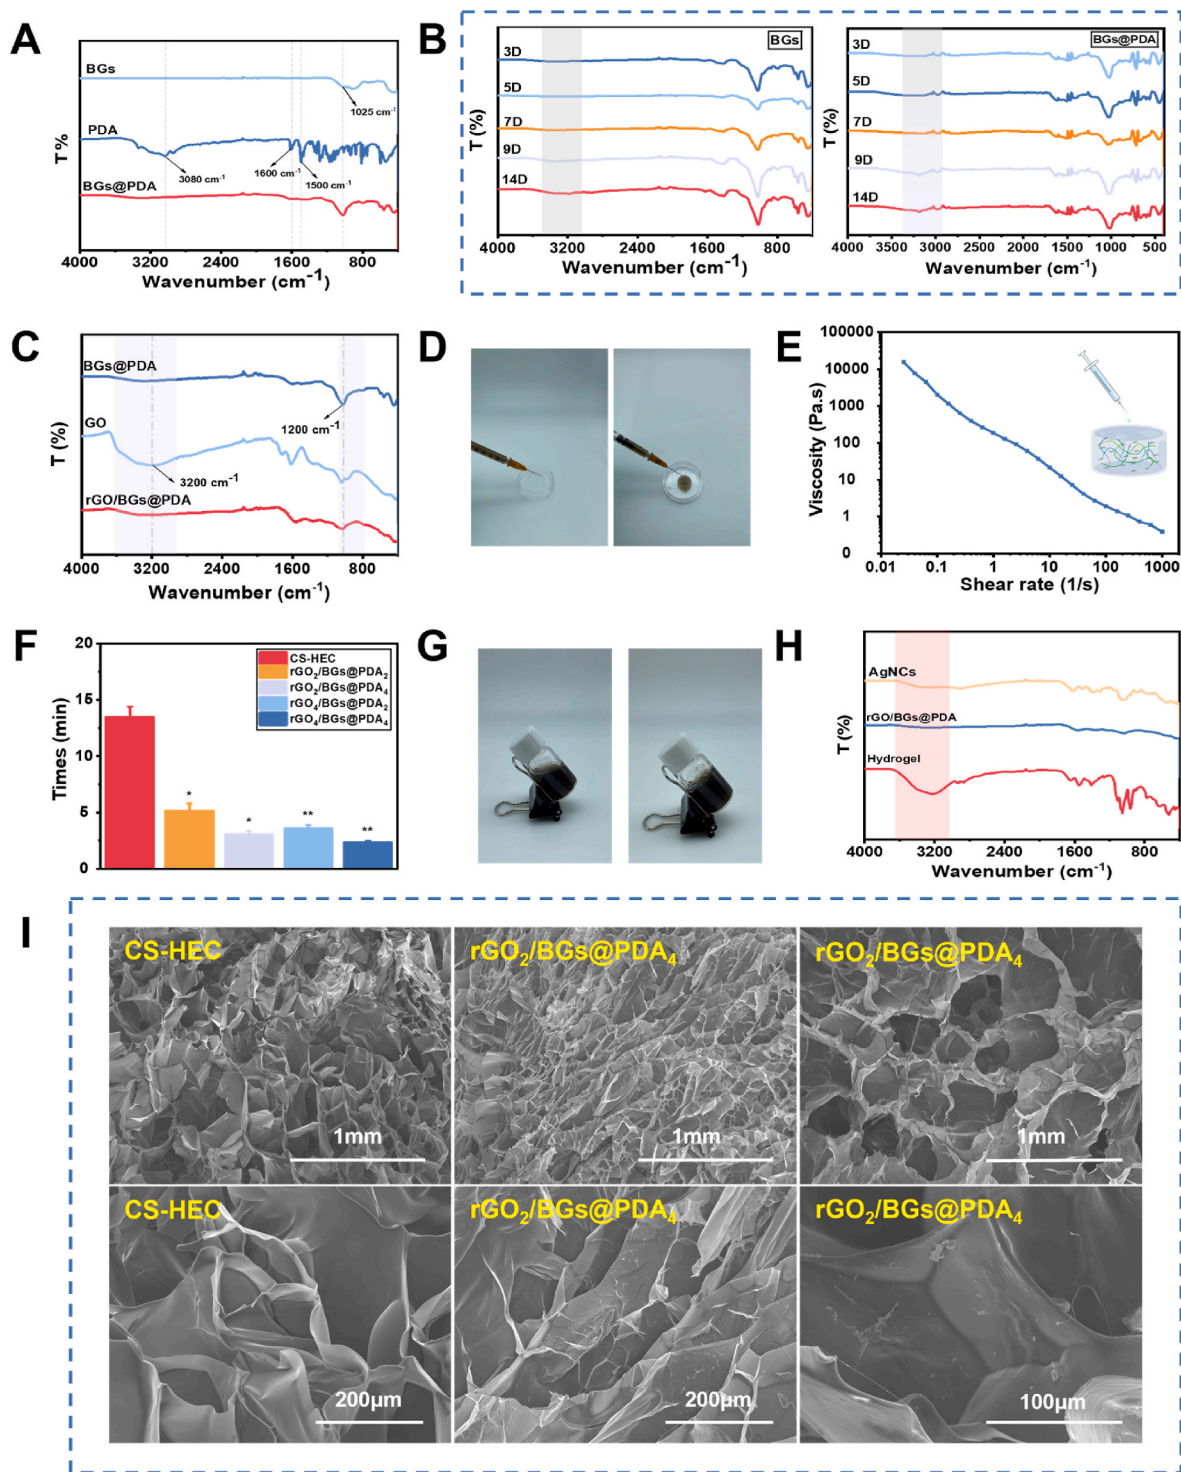 A
BGs
1025 cm⁻¹
PDA
3080 cm⁻¹
1600 cm⁻¹
1500 cm⁻¹
BGs@PDA
T %
4000 3200 2400 1600 800
Wavenumber (cm⁻¹)
B
BGs
3D
5D
7D
9D
14D
T (%)
4000 3200 2400 1600 800
Wavenumber (cm⁻¹)
BGs@PDA
3D
5D
7D
9D
14D
T (%)
4000 3500 3000 2500 2000 1500 1000 500
Wavenumber (cm⁻¹)
C
BGs@PDA
1200 cm⁻¹
GO
3200 cm⁻¹
rGO/BGs@PDA
T (%)
4000 3200 2400 1600 800
Wavenumber (cm⁻¹)
D
E
100000
10000
1000
100
10
1
0
Viscosity (Pa.s)
0.01 0.1 1 10 100 1000
Shear rate (1/s)
F
20
15
10
5
0
Times (min)
CS-HEC
rGO₂/BGs@PDA₂
rGO₂/BGs@PDA₄
rGO₄/BGs@PDA₂
rGO₄/BGs@PDA₄
* * ** **
G
H
AgNCs
rGO/BGs@PDA
Hydrogel
T (%)
4000 3200 2400 1600 800
Wavenumber (cm⁻¹)
I
CS-HEC
1mm
rGO₂/BGs@PDA₄
1mm
rGO₂/BGs@PDA₄
1mm
CS-HEC
200μm
rGO₂/BGs@PDA₄
200μm
rGO₂/BGs@PDA₄
100μm